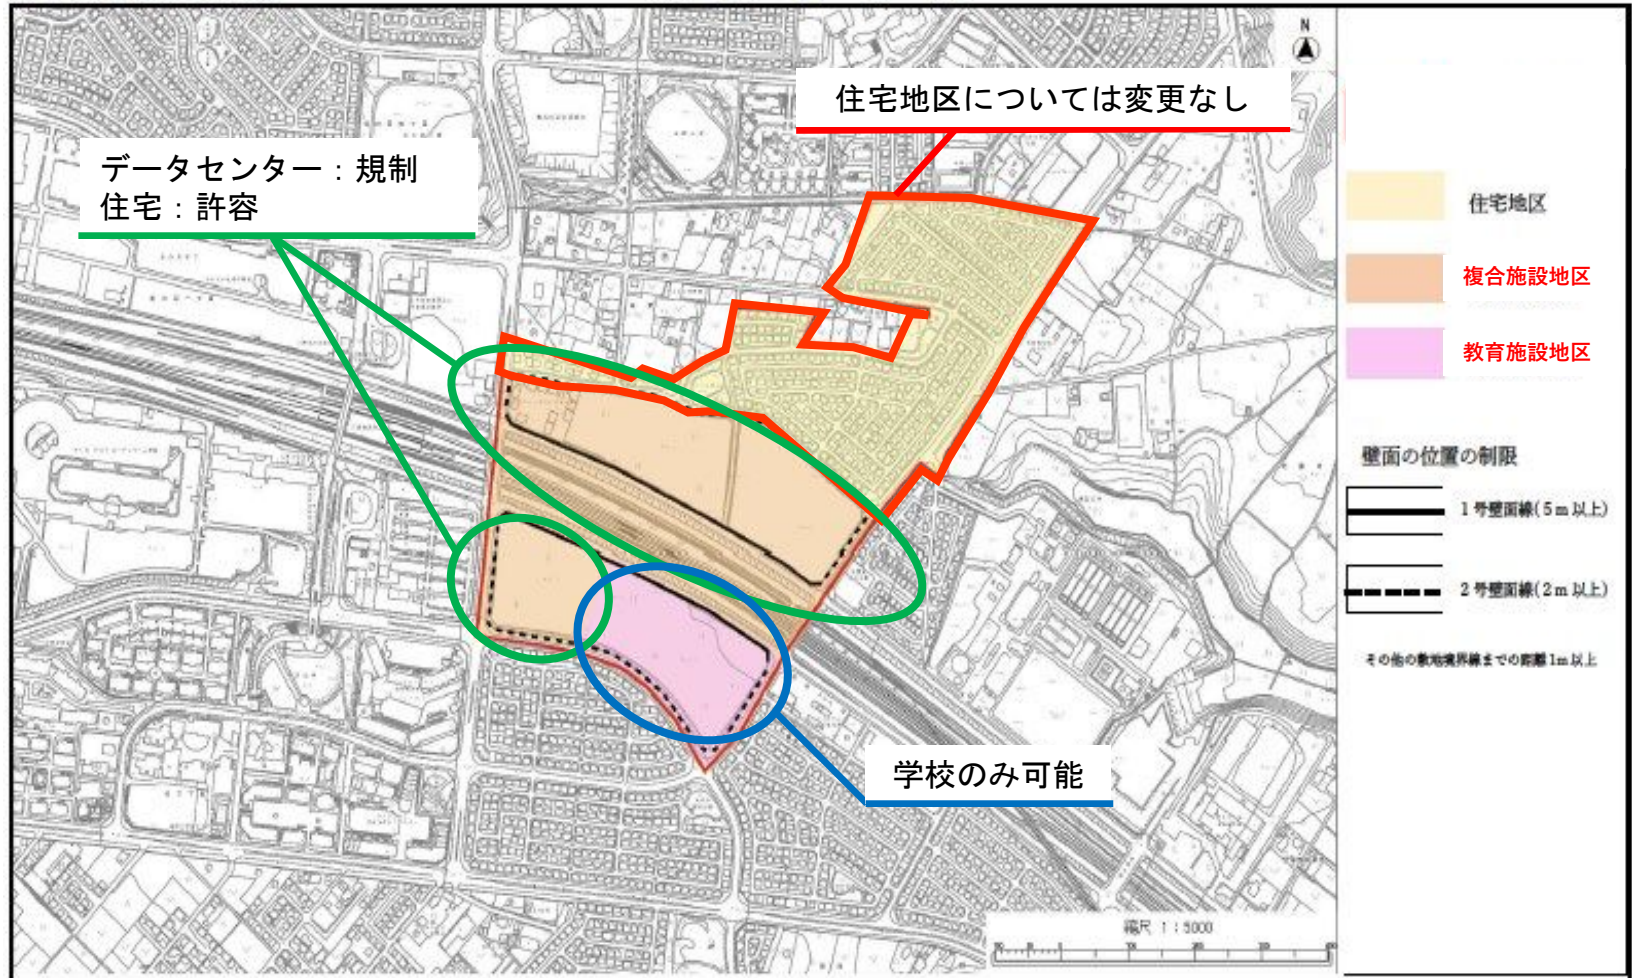 N
住宅地区については変更なし
データセンター：規制
住宅：許容
学校のみ可能
住宅地区
複合施設地区
教育施設地区
壁面の位置の制限
1号壁面線(5m以上)
2号壁面線(2m以上)
その他の敷地境界線までの距離1m以上
縮尺 1：5000